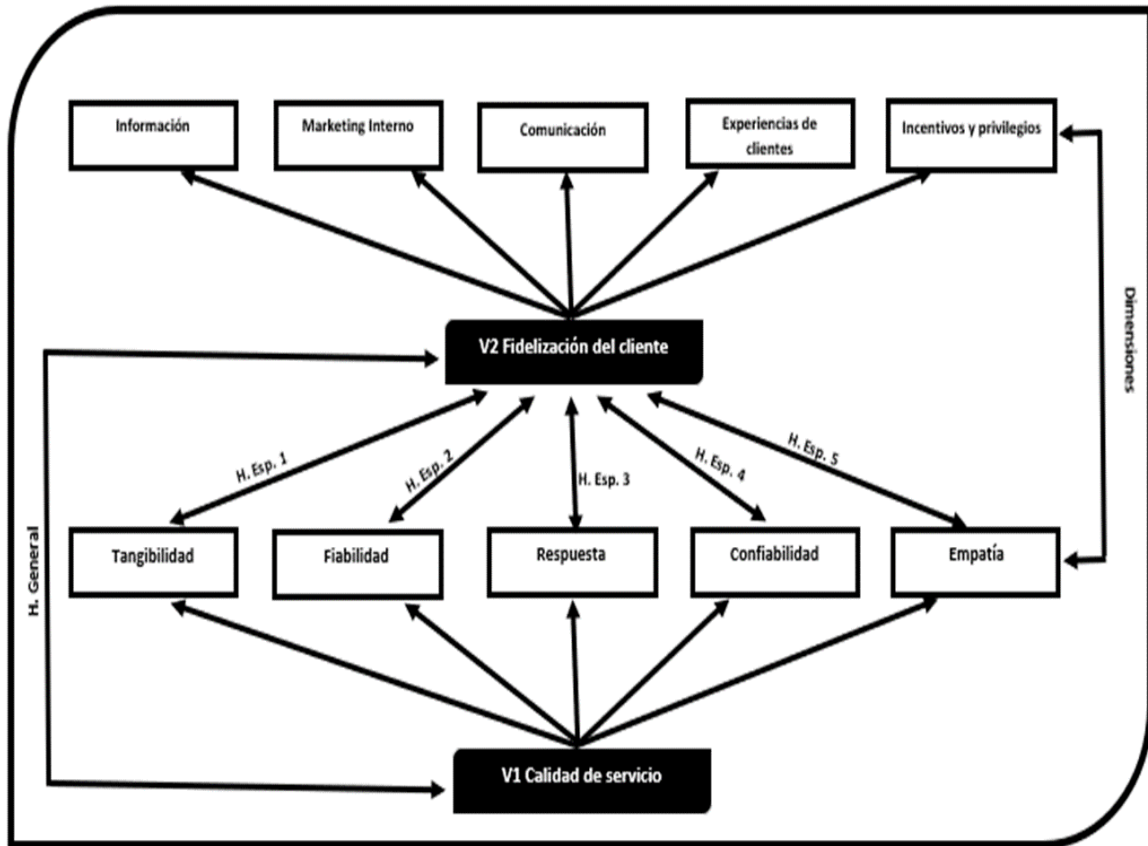 Información
Marketing Interno
Comunicación
Experiencias de
clientes
Incentivos y privilegios
Dimensiones
V2 Fidelización del cliente
H. Esp. 1
H. Esp. 2
H. Esp. 3
H. Esp. 4
H. Esp. 5
H. General
Tangibilidad
Fiabilidad
Respuesta
Confiabilidad
Empatía
V1 Calidad de servicio